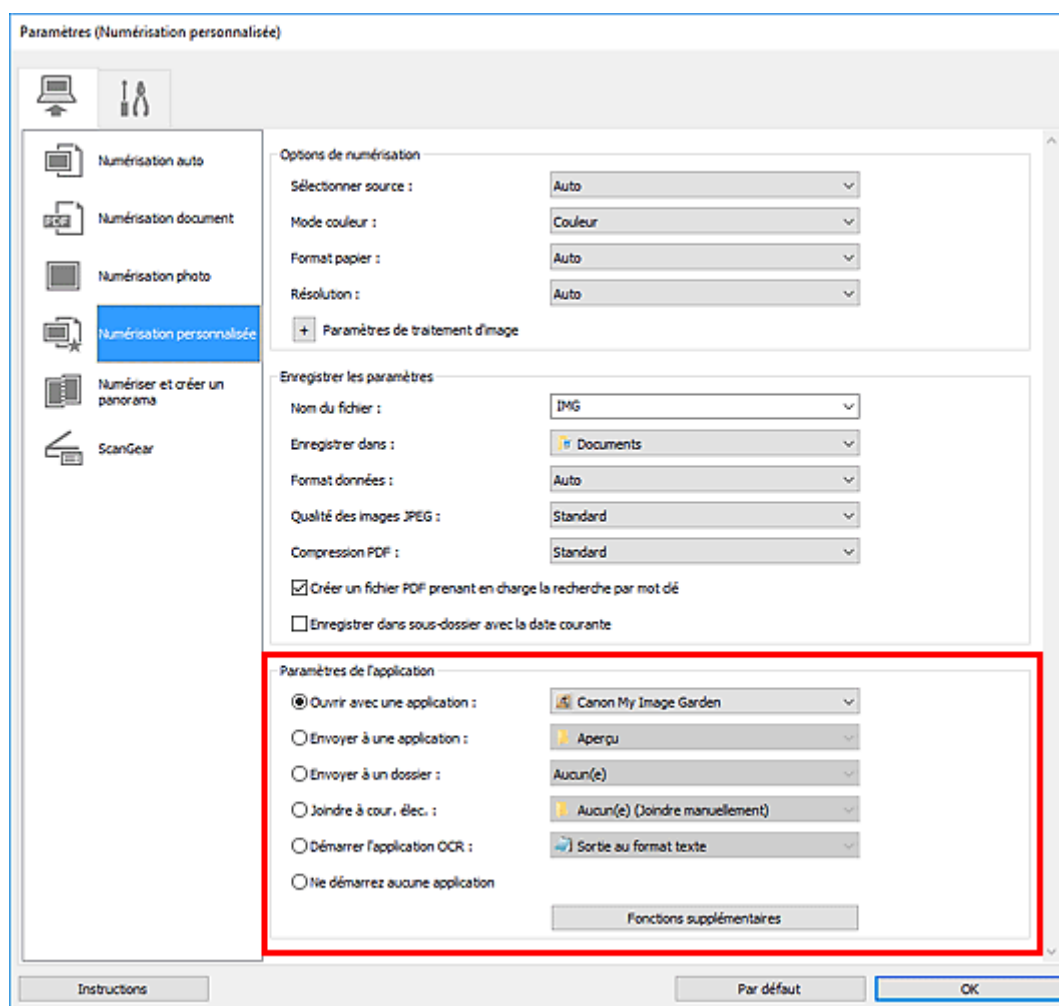 Paramètres (Numérisation personnalisée)
Numérisation auto
Numérisation document
Numérisation photo
Numérisation personnalisée
Numériser et créer un
panorama
ScanGear
Options de numérisation
Sélectionner source : Auto
Mode couleur : Couleur
Format papier : Auto
Résolution : Auto
+ Paramètres de traitement d'image
Enregistrer les paramètres
Nom du fichier : IMG
Enregistrer dans : Documents
Format données : Auto
Qualité des images JPEG : Standard
Compression PDF : Standard
Créer un fichier PDF prenant en charge la recherche par mot clé
Enregistrer dans sous-dossier avec la date courante
Paramètres de l'application
Ouvrir avec une application : Canon My Image Garden
Envoyer à une application : Aperçu
Envoyer à un dossier : Aucun(e)
Joindre à cour. élec. : Aucun(e) (Joindre manuellement)
Démarrer l'application OCR : Sortie au format texte
Ne démarrez aucune application
Fonctions supplémentaires
Instructions Par défaut OK